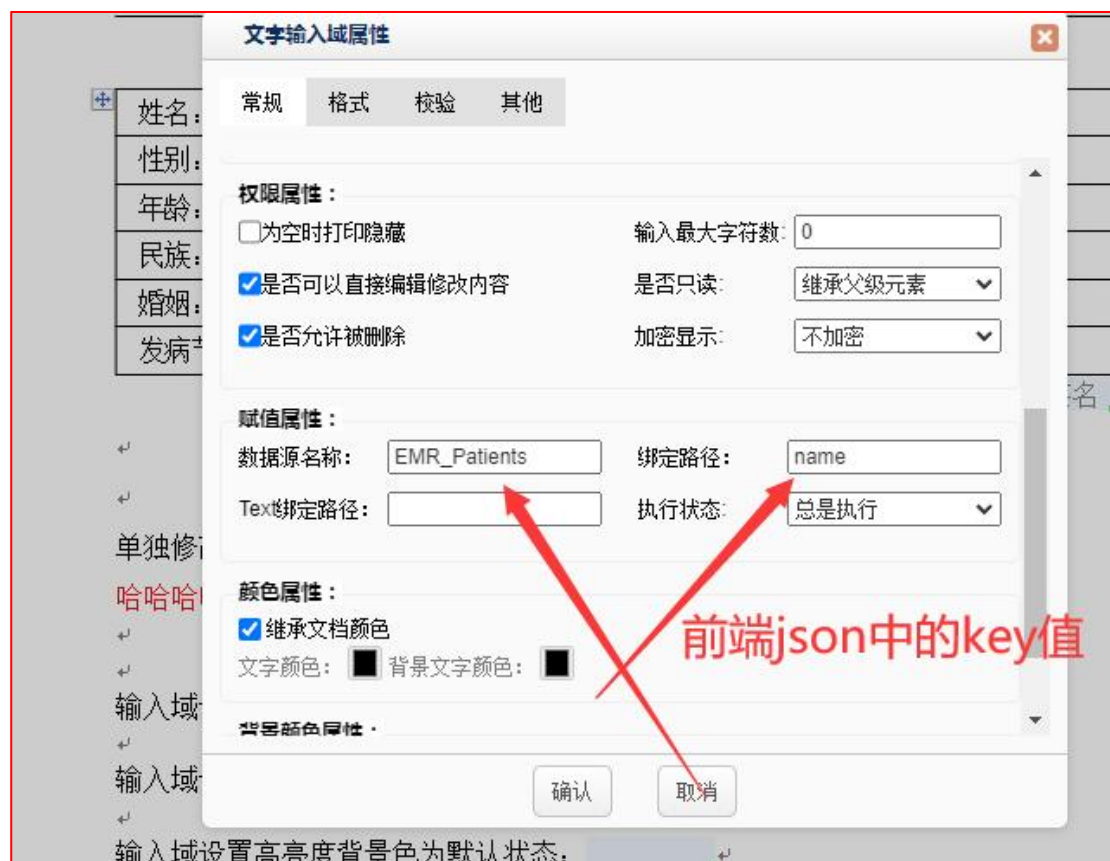 文字输入域属性
常规 格式 校验 其他
姓名：
性别：
年龄：
民族：
婚姻：
发病
权限属性：
为空时打印隐藏 输入最大字符数: 0
是否可以直接编辑修改内容 是否只读: 继承父级元素
是否允许被删除 加密显示: 不加密
名
赋值属性：
数据源名称： EMR_Patients 绑定路径： name
Text绑定路径： 执行状态: 总是执行
单独修
哈哈哈
颜色属性：
继承文档颜色
文字颜色： 背景文字颜色：
前端json中的key值
输入域
背景颜色属性：
输入域
确认 取消
输入域设置高亮度背景色为默认状态：